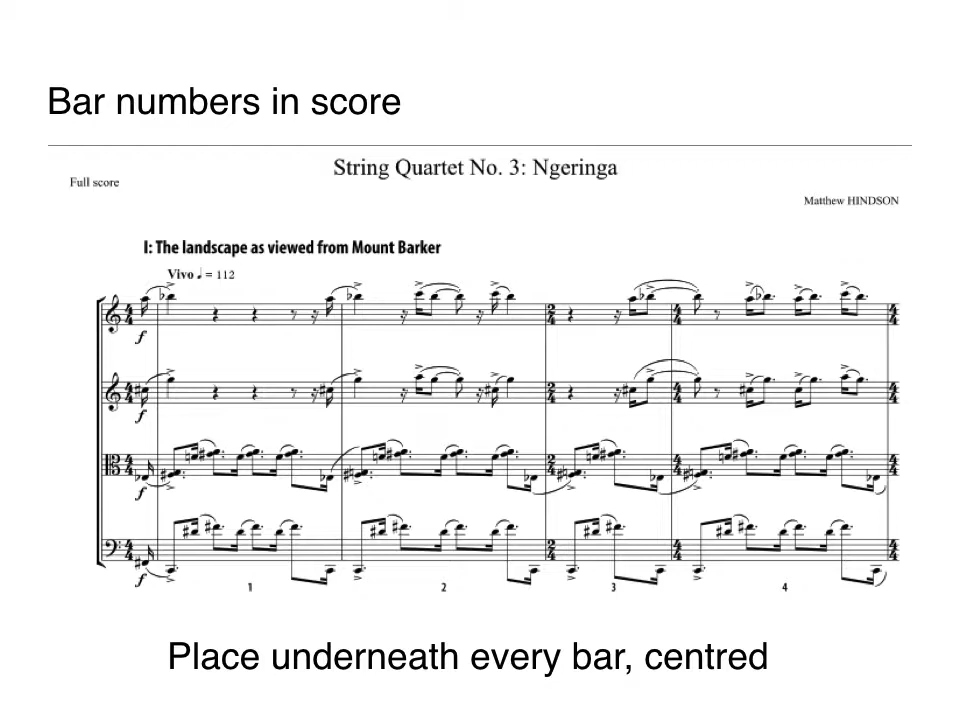 Bar numbers in score
String Quartet No. 3: Ngeringa
Full score
Matthew HINDSON
I: The landscape as viewed from Mount Barker
Vivo ♩ = 112
f
f
f
f
1 2 3 4
Place underneath every bar, centred